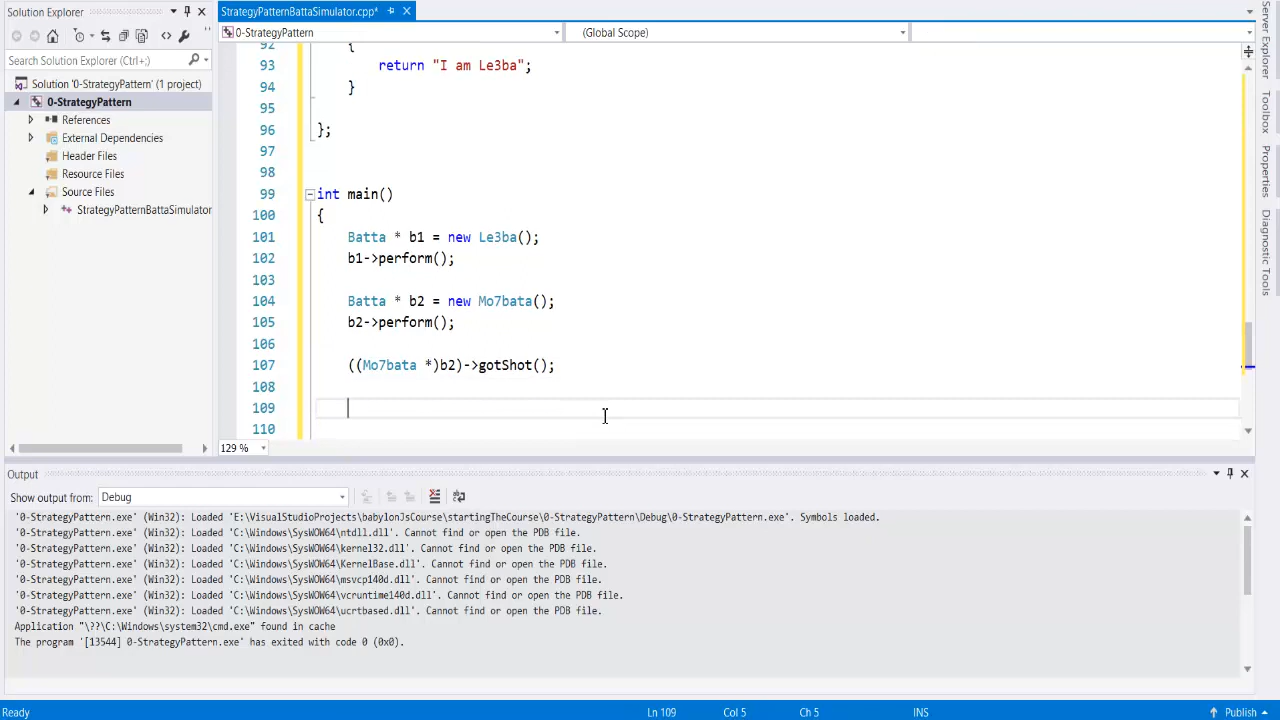 Solution Explorer
StrategyPatternBattaSimulator.cpp*
0-StrategyPattern
(Global Scope)
Search Solution Explorer (Ctrl+;)
Solution '0-StrategyPattern' (1 project)
0-StrategyPattern
References
External Dependencies
Header Files
Resource Files
Source Files
StrategyPatternBattaSimulator
92 {
93 return "I am Le3ba";
94 }
95
96 };
97
98
99 int main()
100 {
101 Batta * b1 = new Le3ba();
102 b1->perform();
103
104 Batta * b2 = new Mo7bata();
105 b2->perform();
106
107 ((Mo7bata *)b2)->gotShot();
108
109
110
129 %
Server Explorer
Toolbox
Properties
Diagnostic Tools
Output
Show output from: Debug
'0-StrategyPattern.exe' (Win32): Loaded 'E:\VisualStudioProjects\babylonJsCourse\startingTheCourse\0-StrategyPattern\Debug\0-StrategyPattern.exe'. Symbols loaded.
'0-StrategyPattern.exe' (Win32): Loaded 'C:\Windows\SysWOW64\ntdll.dll'. Cannot find or open the PDB file.
'0-StrategyPattern.exe' (Win32): Loaded 'C:\Windows\SysWOW64\kernel32.dll'. Cannot find or open the PDB file.
'0-StrategyPattern.exe' (Win32): Loaded 'C:\Windows\SysWOW64\KernelBase.dll'. Cannot find or open the PDB file.
'0-StrategyPattern.exe' (Win32): Loaded 'C:\Windows\SysWOW64\msvcp140d.dll'. Cannot find or open the PDB file.
'0-StrategyPattern.exe' (Win32): Loaded 'C:\Windows\SysWOW64\vcruntime140d.dll'. Cannot find or open the PDB file.
'0-StrategyPattern.exe' (Win32): Loaded 'C:\Windows\SysWOW64\ucrtbased.dll'. Cannot find or open the PDB file.
Application "\??\C:\Windows\system32\cmd.exe" found in cache
The program '[13544] 0-StrategyPattern.exe' has exited with code 0 (0x0).
Ready
Ln 109
Col 5
Ch 5
INS
Publish